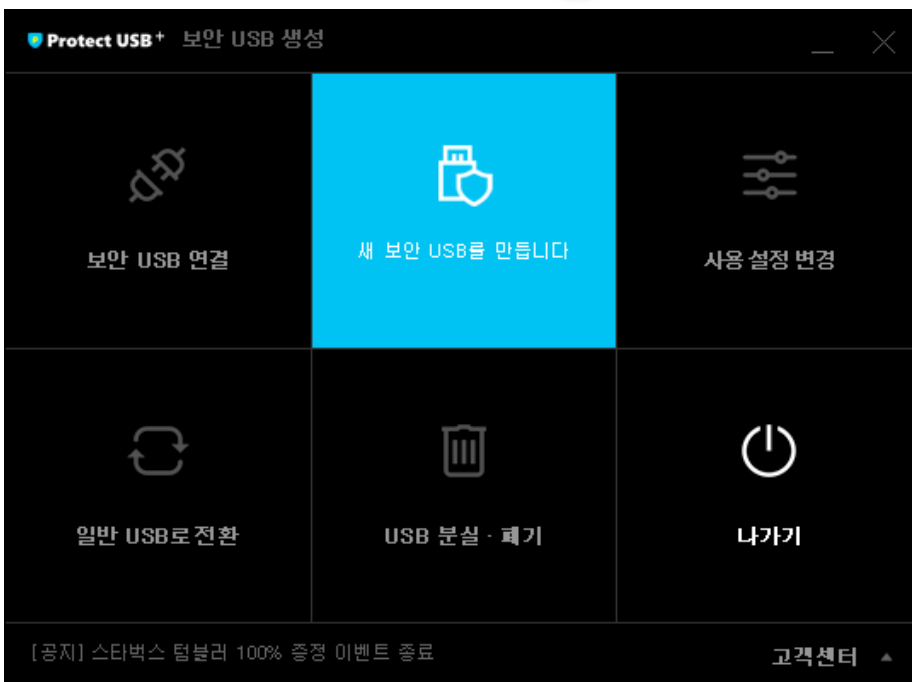 Protect USB+ 보안 USB 생성
보안 USB 연결
새 보안 USB를 만듭니다
사용 설정 변경
일반 USB로 전환
USB 분실 · 폐기
나가기
[공지] 스타벅스 텀블러 100% 증정 이벤트 종료
고객센터